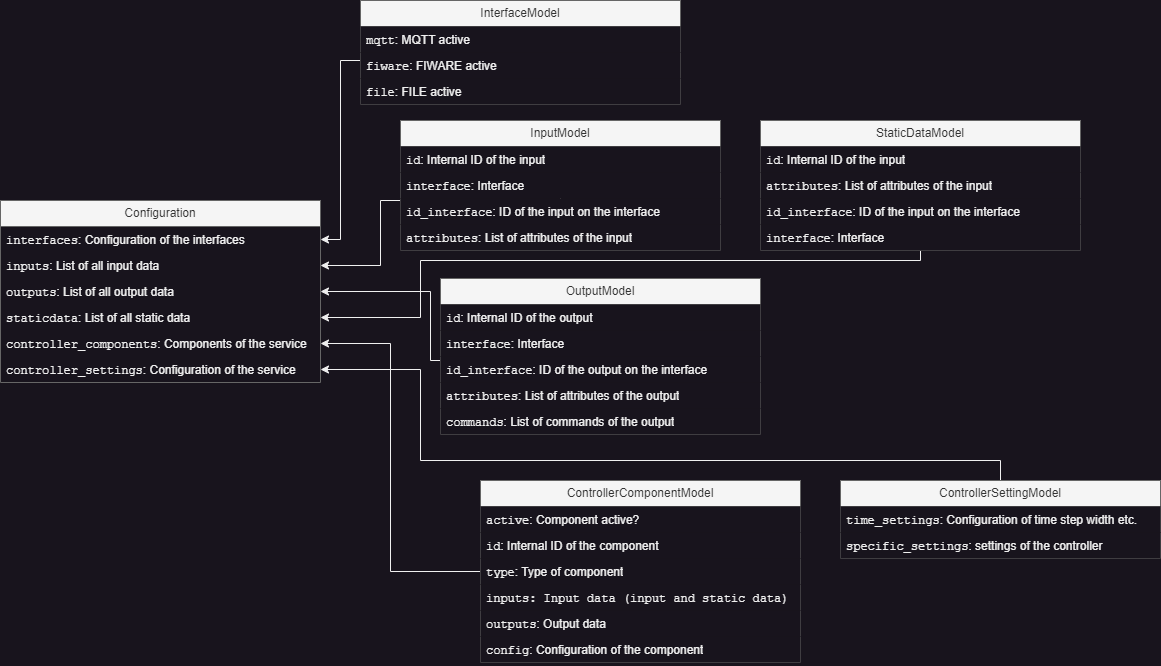 InterfaceModel
mqtt: MQTT active
fiware: FIWARE active
file: FILE active
InputModel
id: Internal ID of the input
interface: Interface
id_interface: ID of the input on the interface
attributes: List of attributes of the input
StaticDataModel
id: Internal ID of the input
attributes: List of attributes of the input
id_interface: ID of the input on the interface
interface: Interface
Configuration
interfaces: Configuration of the interfaces
inputs: List of all input data
outputs: List of all output data
staticdata: List of all static data
controller_components: Components of the service
controller_settings: Configuration of the service
OutputModel
id: Internal ID of the output
interface: Interface
id_interface: ID of the output on the interface
attributes: List of attributes of the output
commands: List of commands of the output
ControllerComponentModel
active: Component active?
id: Internal ID of the component
type: Type of component
inputs: Input data (input and static data)
outputs: Output data
config: Configuration of the component
ControllerSettingModel
time_settings: Configuration of time step width etc.
specific_settings: settings of the controller